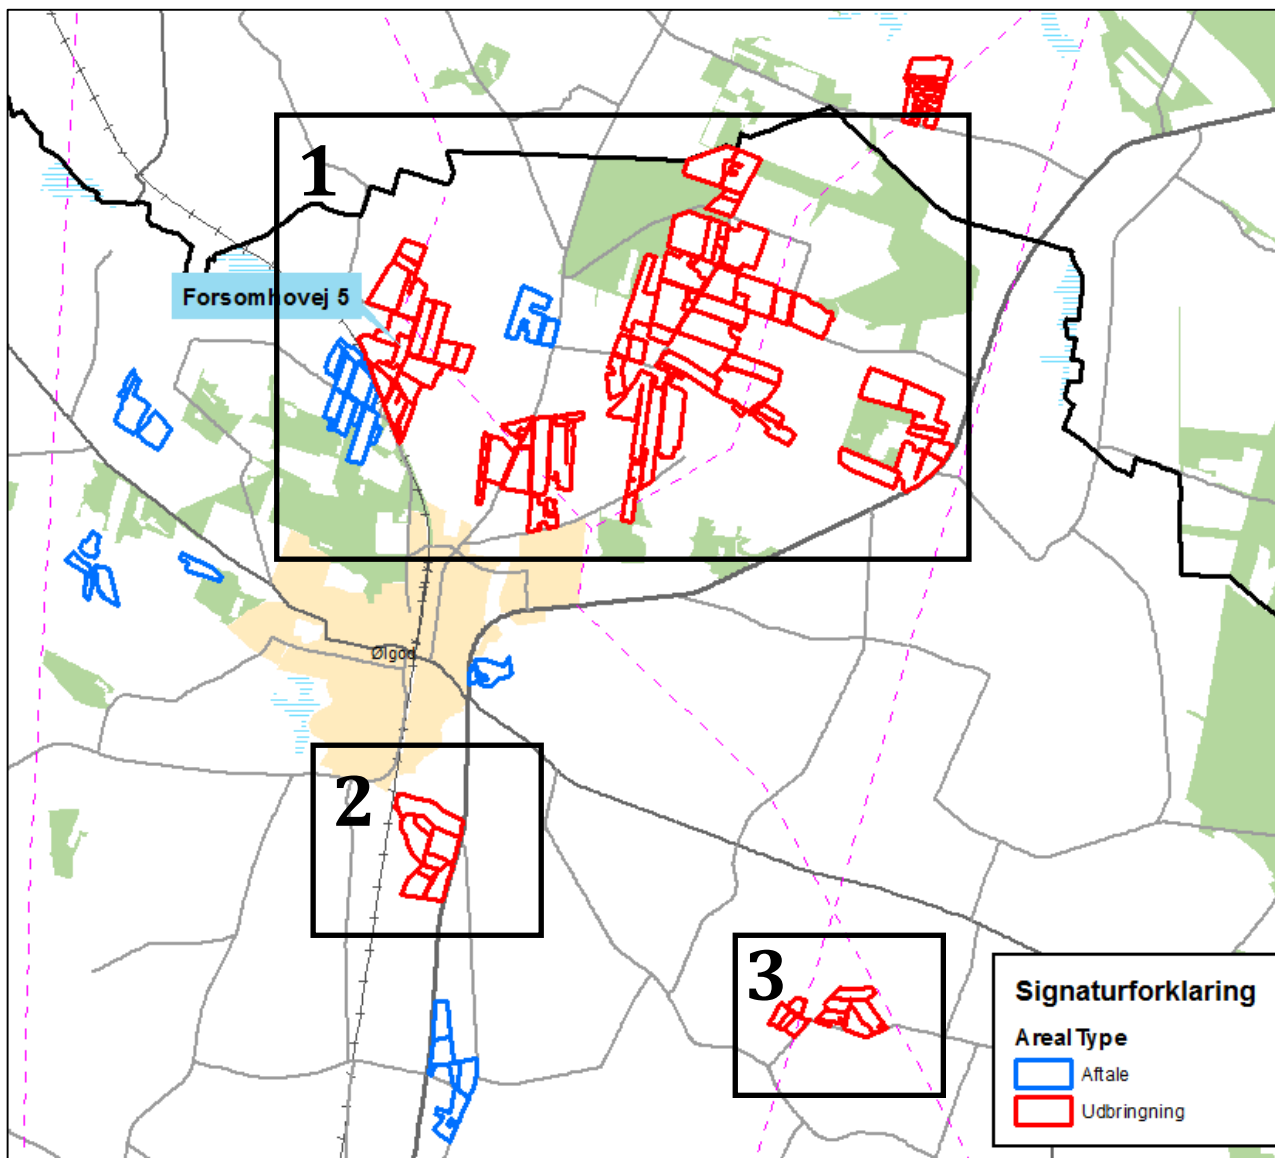 1
Forsomhovej 5
Ølgod
2
3
Signaturforklaring
Areal Type
Aftale
Udbringning